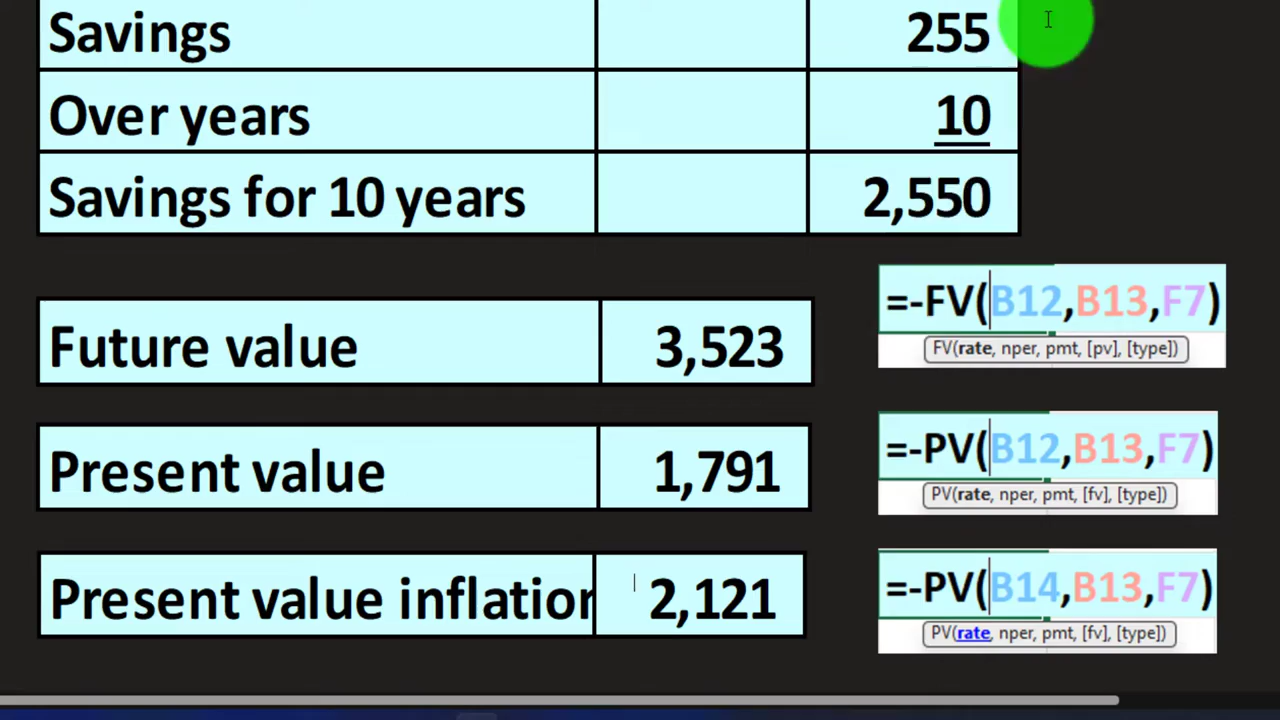 Savings 255
Over years 10
Savings for 10 years 2,550
=-FV(B12,B13,F7)
FV(rate, nper, pmt, [pv], [type])
Future value 3,523
=-PV(B12,B13,F7)
PV(rate, nper, pmt, [fv], [type])
Present value 1,791
=-PV(B14,B13,F7)
PV(rate, nper, pmt, [fv], [type])
Present value inflation 2,121